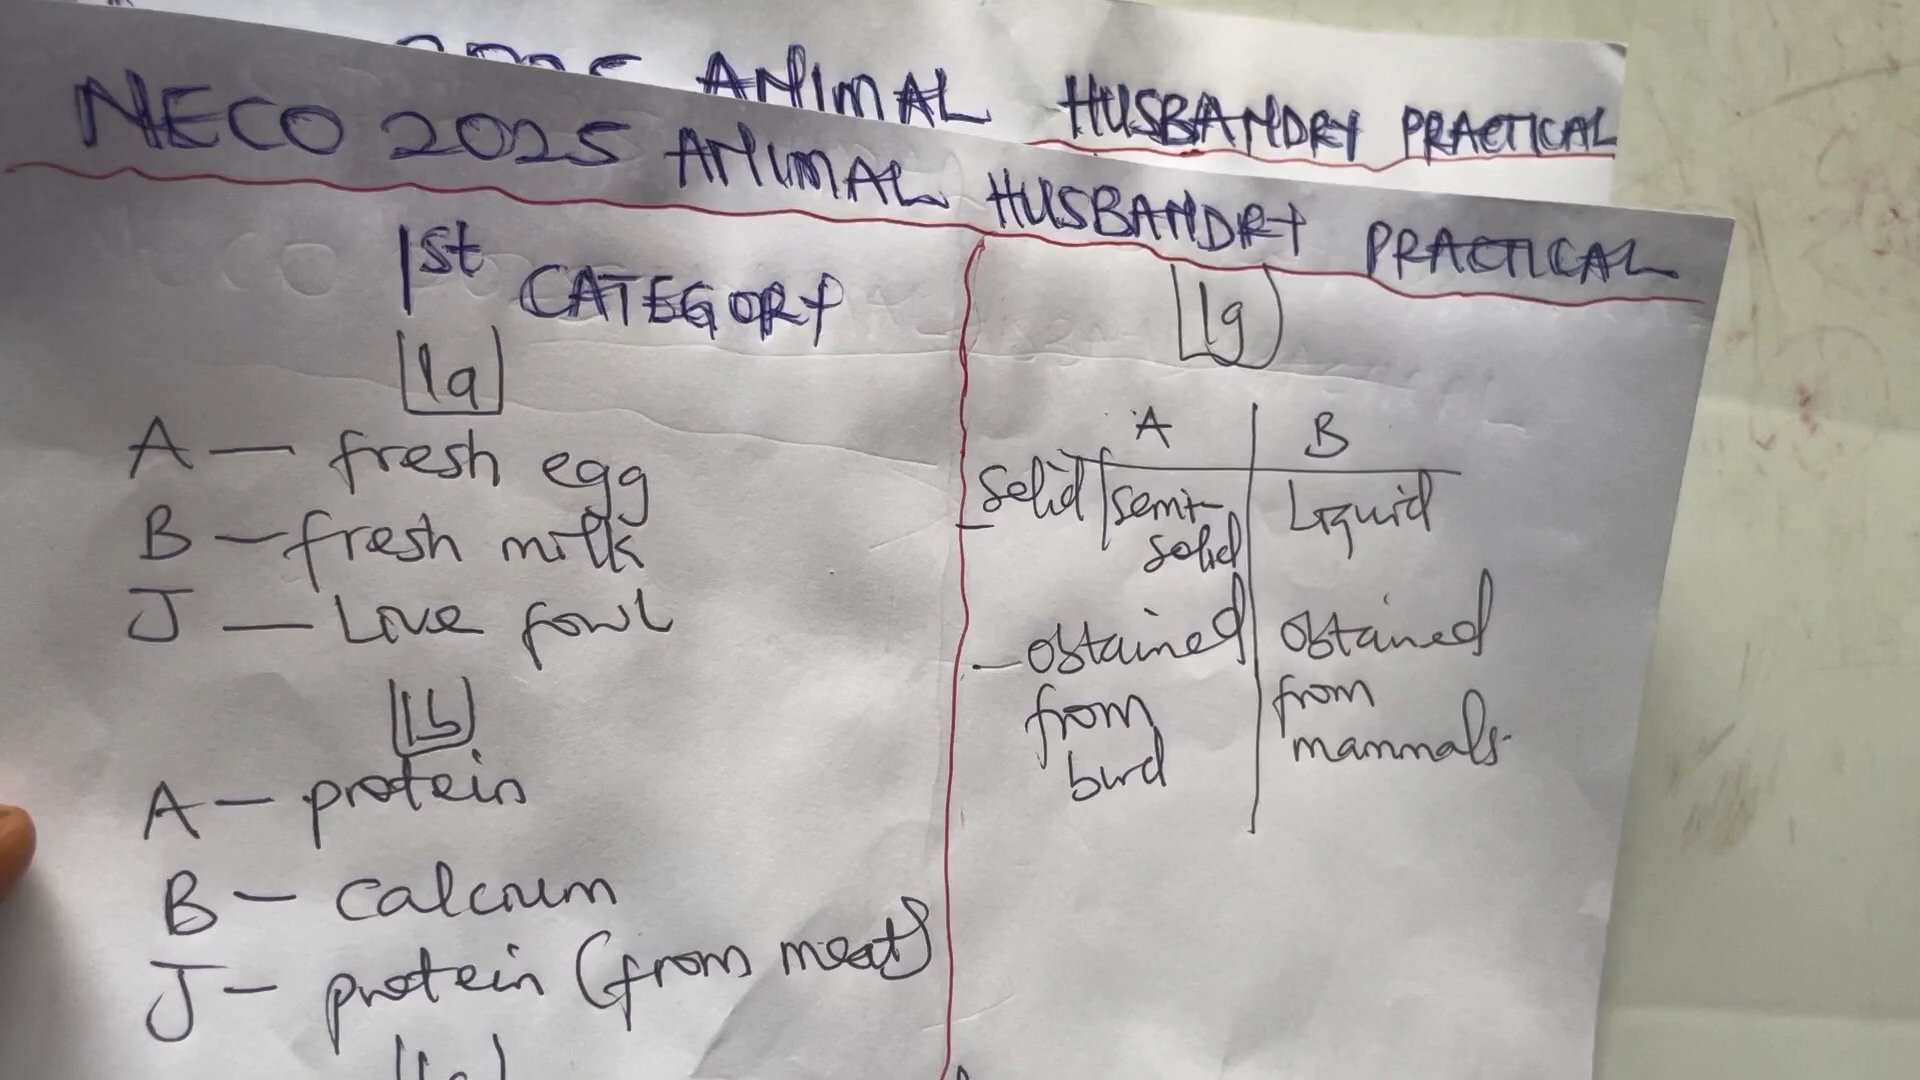 2025 ANIMAL HUSBANDRY PRACTICAL
NECO 2025 ANIMAL HUSBANDRY PRACTICAL
1st CATEGORY
1a
A — fresh egg
B — fresh milk
J — Live fowl
1b
A — protein
B — calcium
J — protein (from meat)
1g
A | B
Solid/semi-solid | Liquid
- obtained from bird | obtained from mammals.